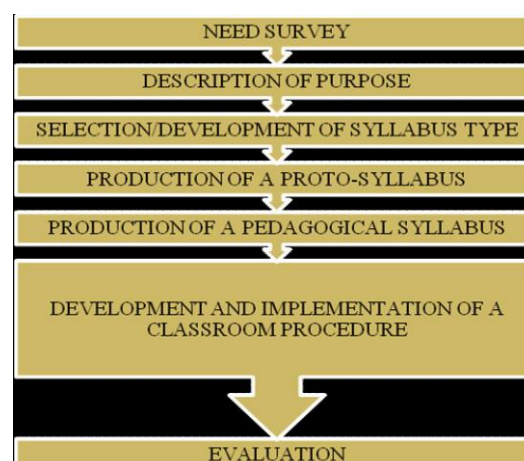 NEED SURVEY
DESCRIPTION OF PURPOSE
SELECTION/DEVELOPMENT OF SYLLABUS TYPE
PRODUCTION OF A PROTO-SYLLABUS
PRODUCTION OF A PEDAGOGICAL SYLLABUS
DEVELOPMENT AND IMPLEMENTATION OF A
CLASSROOM PROCEDURE
EVALUATION